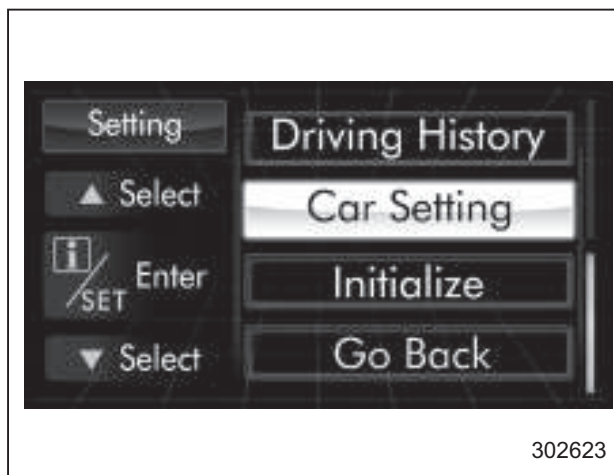 Setting
▲ Select
i/SET Enter
▼ Select
Driving History
Car Setting
Initialize
Go Back
302623